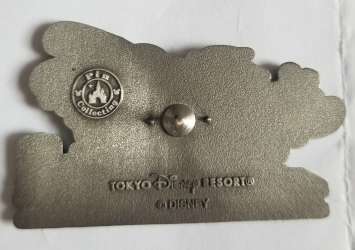 Pin
Collecting
TOKYO Disney RESORT®
© DISNEY